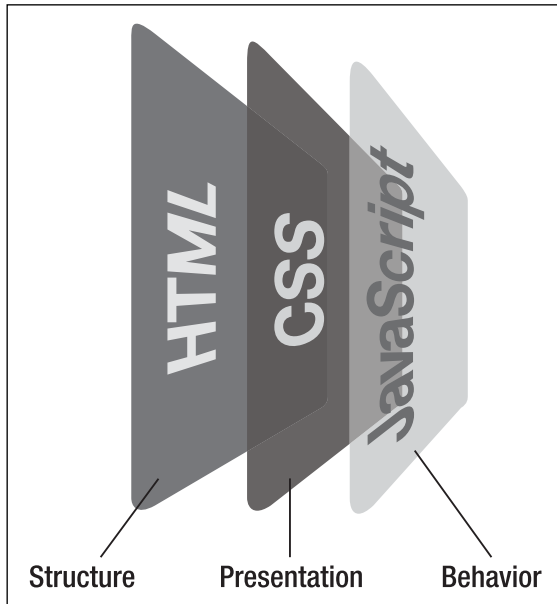 HTML
CSS
JavaScript
Structure
Presentation
Behavior